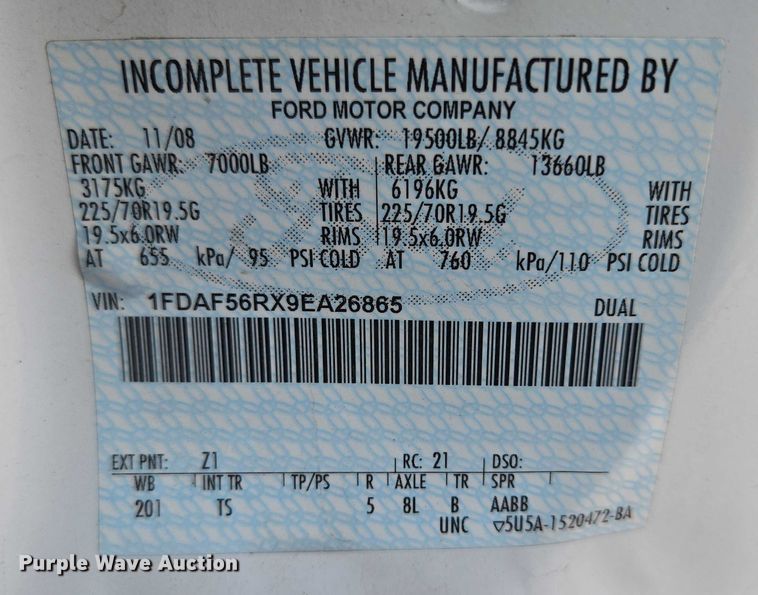 INCOMPLETE VEHICLE MANUFACTURED BY
FORD MOTOR COMPANY
DATE: 11/08 GVWR: 19500LB/ 8845KG
FRONT GAWR: 7000LB REAR GAWR: 13660LB
3175KG WITH 6196KG WITH
225/70R19.5G TIRES 225/70R19.5G TIRES
19.5x6.0RW RIMS 19.5x6.0RW RIMS
AT 655 kPa/ 95 PSI COLD AT 760 kPa/110 PSI COLD
VIN: 1FDAF56RX9EA26865 DUAL
EXT PNT: Z1 RC: 21 DSO:
WB INT TR TP/PS R AXLE TR SPR
201 TS 5 8L B AABB
UNC ▽5U5A-1520472-BA
Purple Wave Auction